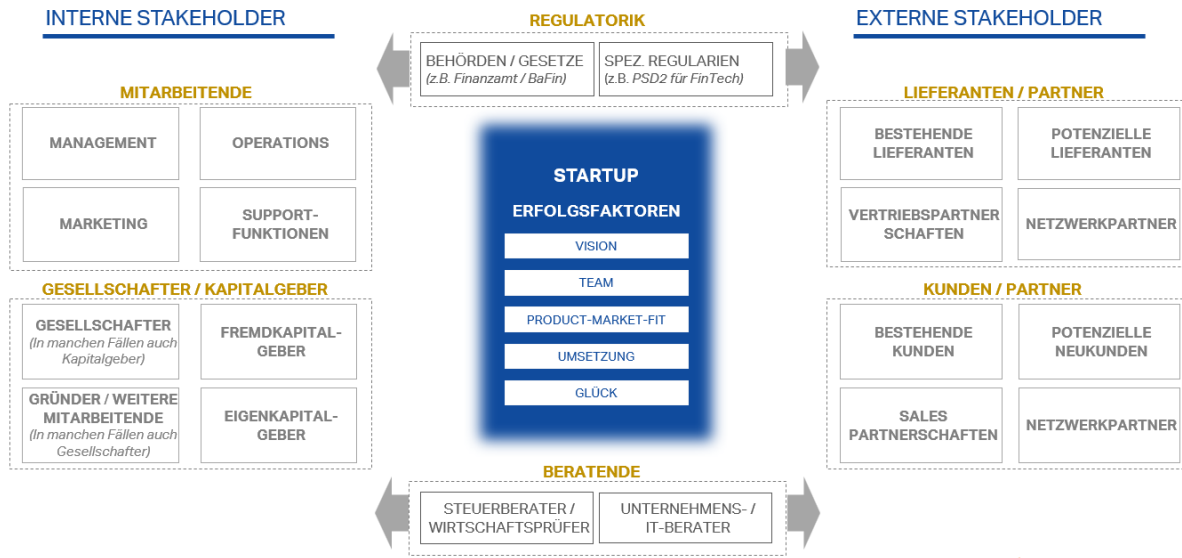 INTERNE STAKEHOLDER
REGULATORIK
EXTERNE STAKEHOLDER
BEHÖRDEN / GESETZE
(z.B. Finanzamt / BaFin)
SPEZ. REGULARIEN
(z.B. PSD2 für FinTech)
MITARBEITENDE
MANAGEMENT
OPERATIONS
MARKETING
SUPPORT-
FUNKTIONEN
GESELLSCHAFTER / KAPITALGEBER
GESELLSCHAFTER
(In manchen Fällen auch
Kapitalgeber)
FREMDKAPITAL-
GEBER
GRÜNDER / WEITERE
MITARBEITENDE
(In manchen Fällen auch
Gesellschafter)
EIGENKAPITAL-
GEBER
STARTUP
ERFOLGSFAKTOREN
VISION
TEAM
PRODUCT-MARKET-FIT
UMSETZUNG
GLÜCK
LIEFERANTEN / PARTNER
BESTEHENDE
LIEFERANTEN
POTENZIELLE
LIEFERANTEN
VERTRIEBSPARTNER
SCHAFTEN
NETZWERKPARTNER
KUNDEN / PARTNER
BESTEHENDE
KUNDEN
POTENZIELLE
NEUKUNDEN
SALES
PARTNERSCHAFTEN
NETZWERKPARTNER
BERATENDE
STEUERBERATER /
WIRTSCHAFTSPRÜFER
UNTERNEHMENS- /
IT-BERATER